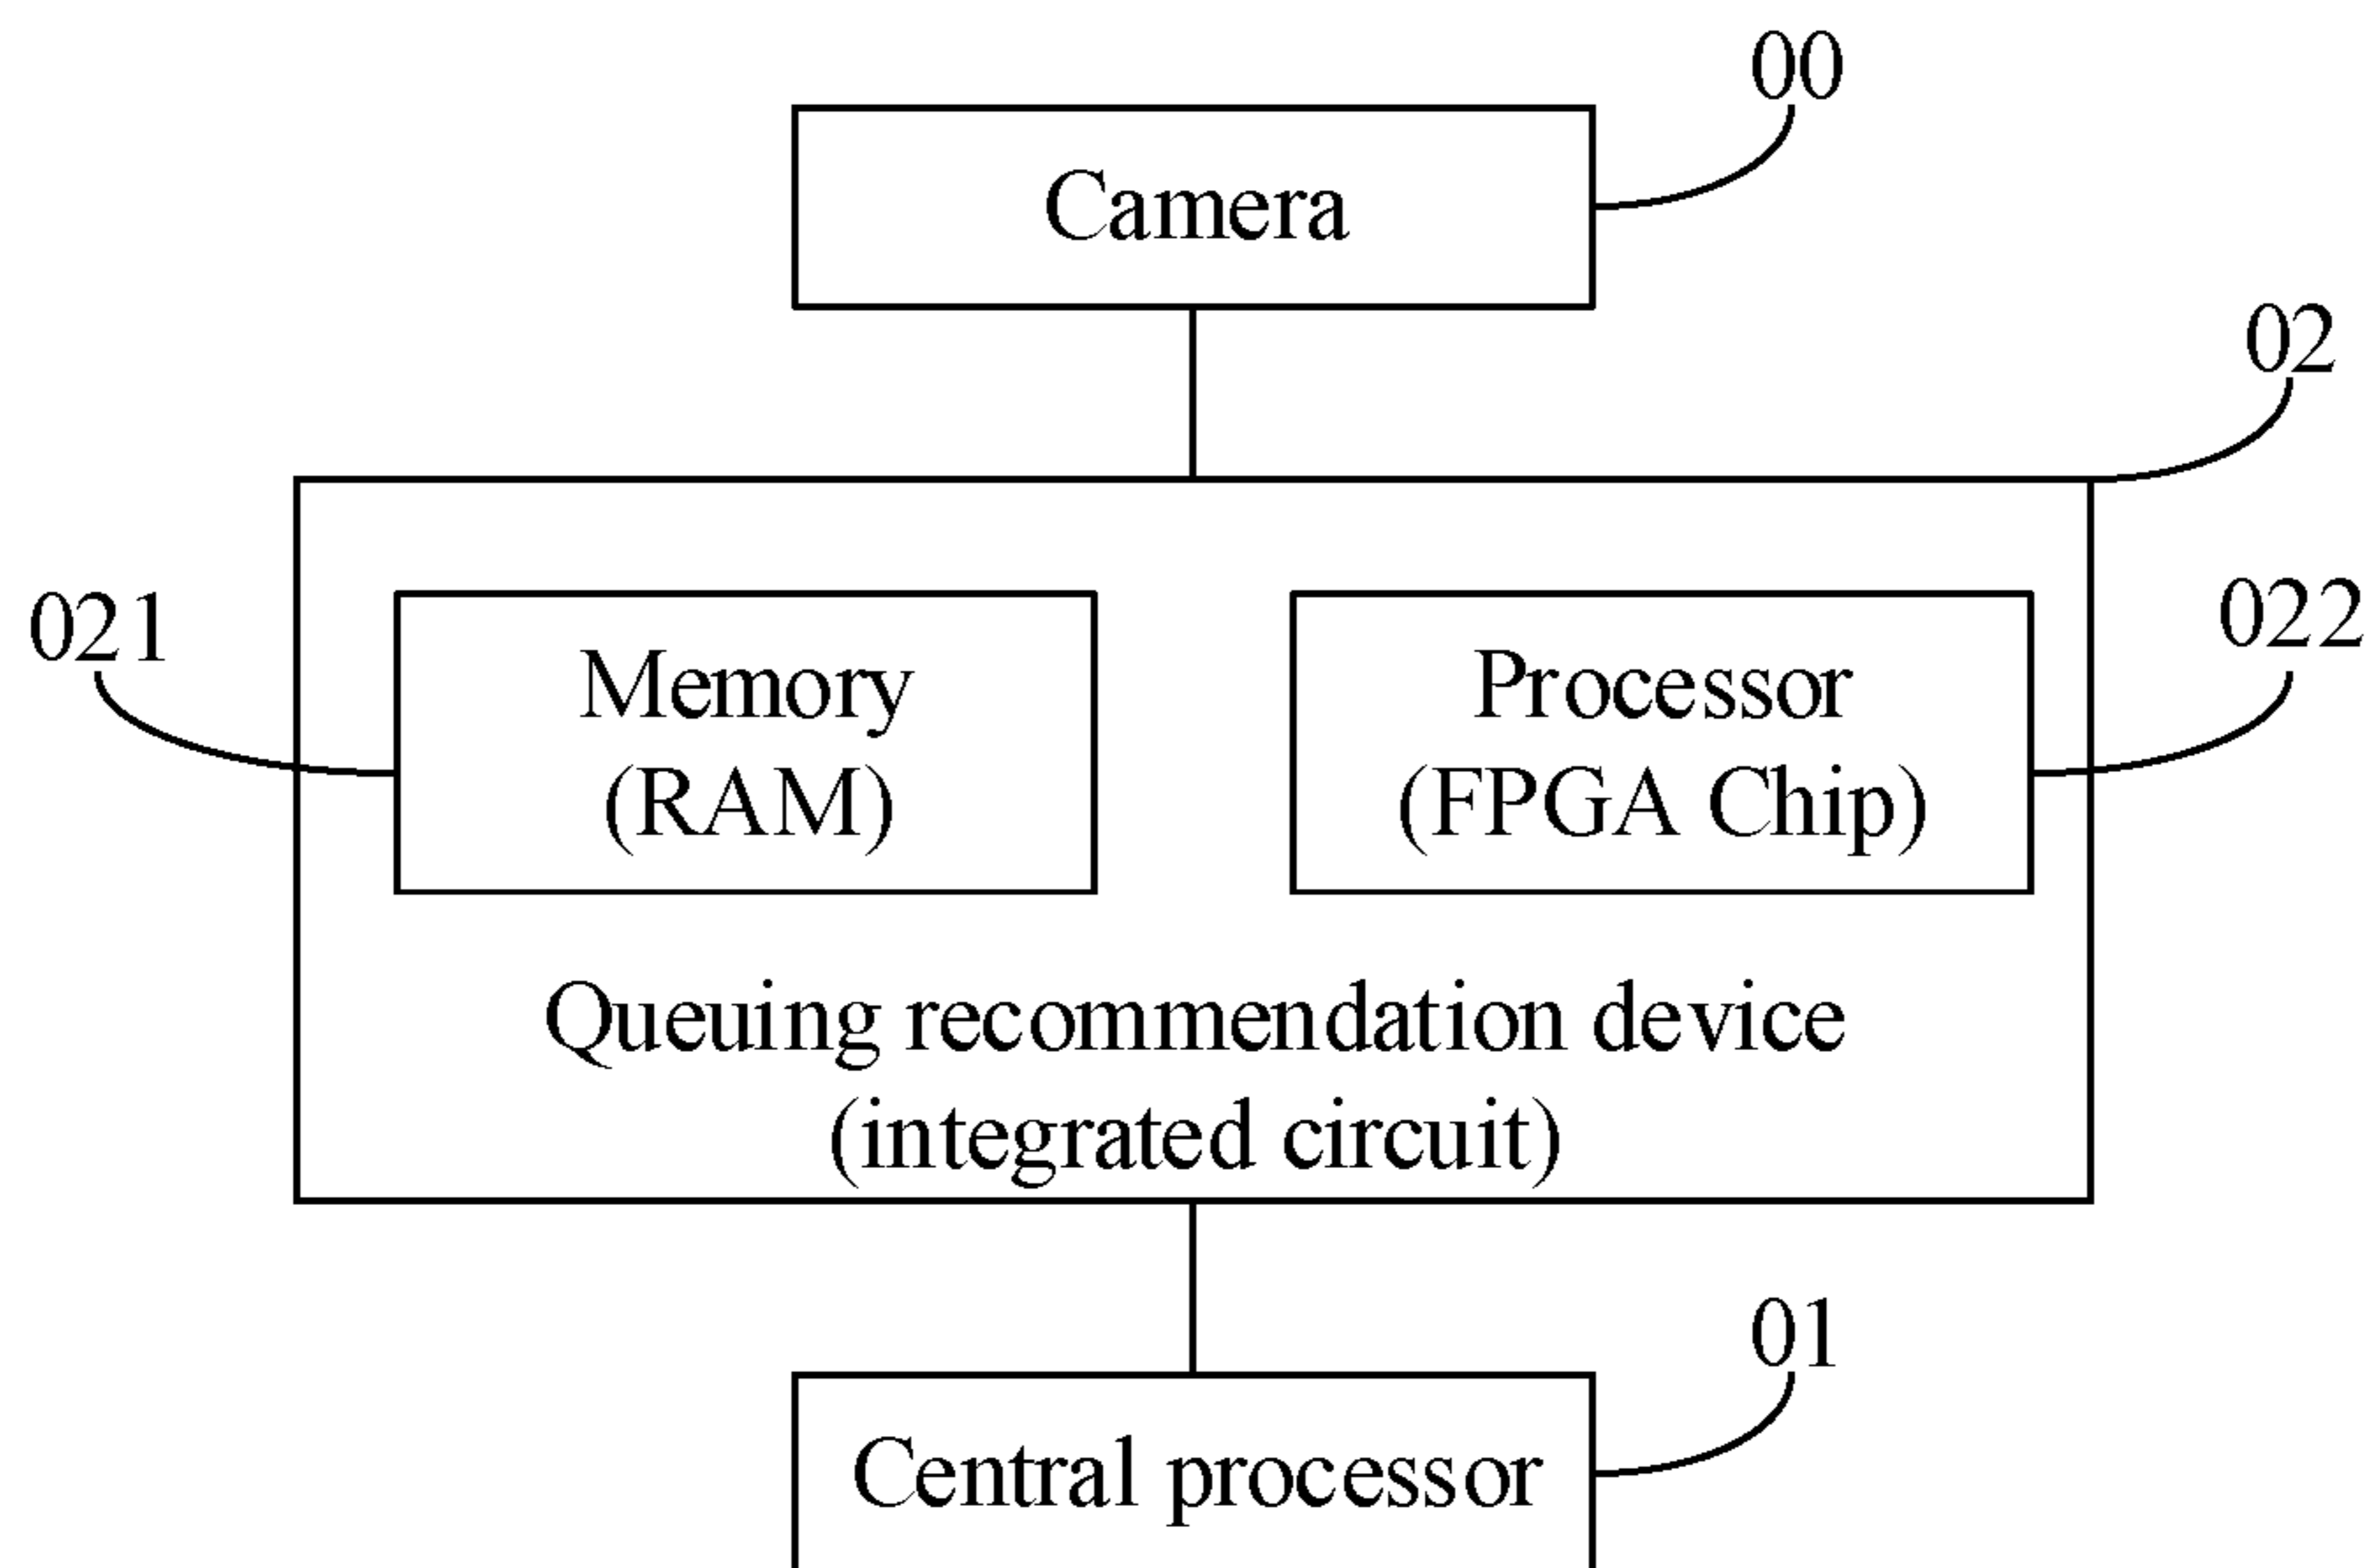 00
Camera
02
021
022
Memory
(RAM)
Processor
(FPGA Chip)
Queuing recommendation device
(integrated circuit)
01
Central processor